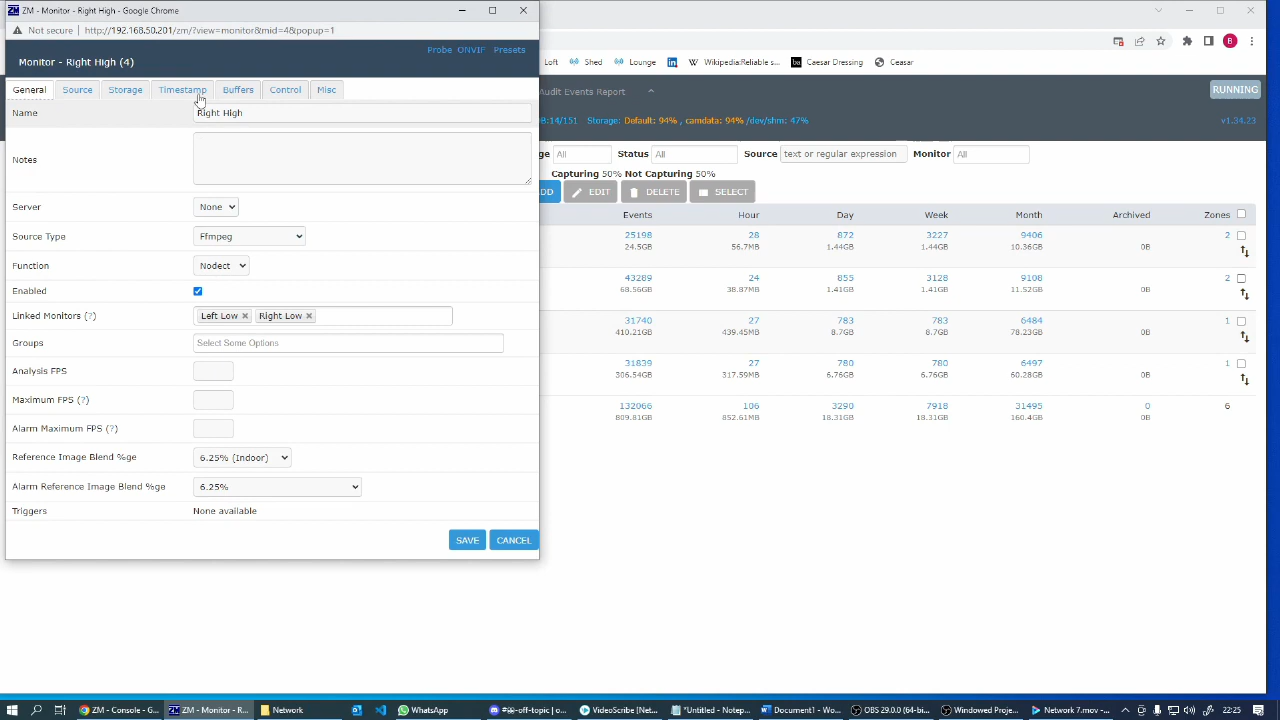 ZM - Monitor - Right High - Google Chrome
Not secure | http://192.168.50.201/zm/?view=monitor&mid=4&popup=1
Probe ONVIF Presets
Monitor - Right High (4)
General Source Storage Timestamp Buffers Control Misc
Name Right High
Notes
Server None
Source Type Ffmpeg
Function Nodect
Enabled
Linked Monitors (?) Left Low Right Low
Groups Select Some Options
Analysis FPS
Maximum FPS (?)
Alarm Maximum FPS (?)
Reference Image Blend %ge 6.25% (Indoor)
Alarm Reference Image Blend %ge 6.25%
Triggers None available
SAVE CANCEL
Loft Shed Lounge Wikipedia:Reliable s... Caesar Dressing Ceasar
B
Audit Events Report RUNNING
DB:14/151 Storage: Default: 94% , camdata: 94% /dev/shm: 47% v1.34.23
All Status All Source text or regular expression Monitor All
Capturing 50% Not Capturing 50%
EDIT DELETE SELECT
Events Hour Day Week Month Archived Zones
25198 28 872 3227 9406 2
24.5GB 56.7MB 1.44GB 1.44GB 10.36GB 0B
43289 24 855 3128 9108 2
68.56GB 38.87MB 1.41GB 1.41GB 11.52GB 0B
31740 27 783 783 6484 1
410.21GB 439.45MB 8.7GB 8.7GB 78.23GB 0B
31839 27 780 780 6497 1
306.54GB 317.59MB 6.76GB 6.76GB 60.28GB 0B
132066 106 3290 7918 31495 0 6
809.81GB 852.61MB 18.31GB 18.31GB 160.4GB 0B
ZM - Console - G... ZM - Monitor - R... Network WhatsApp #off-topic | o... VideoScribe [Net... *Untitled - Notep... Document1 - Wor... OBS 29.0.0 (64-bi... Windowed Proje... Network 7.mov -... 22:25